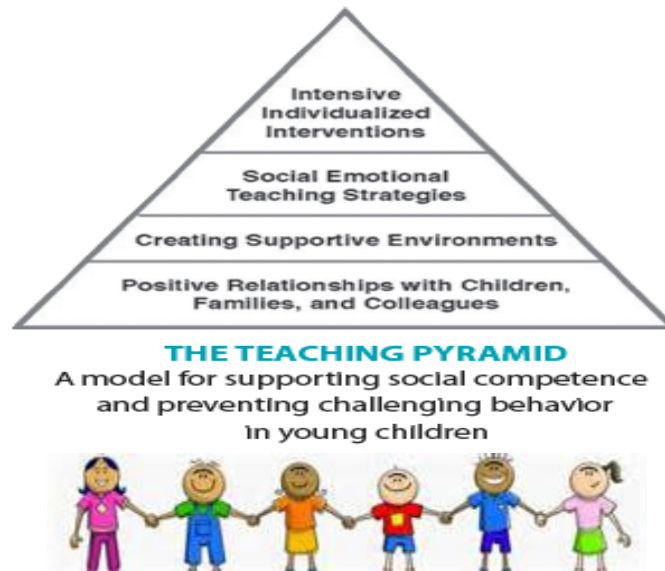 Intensive
Individualized
Interventions
Social Emotional
Teaching Strategies
Creating Supportive Environments
Positive Relationships with Children,
Families, and Colleagues
THE TEACHING PYRAMID
A model for supporting social competence
and preventing challenging behavior
in young children